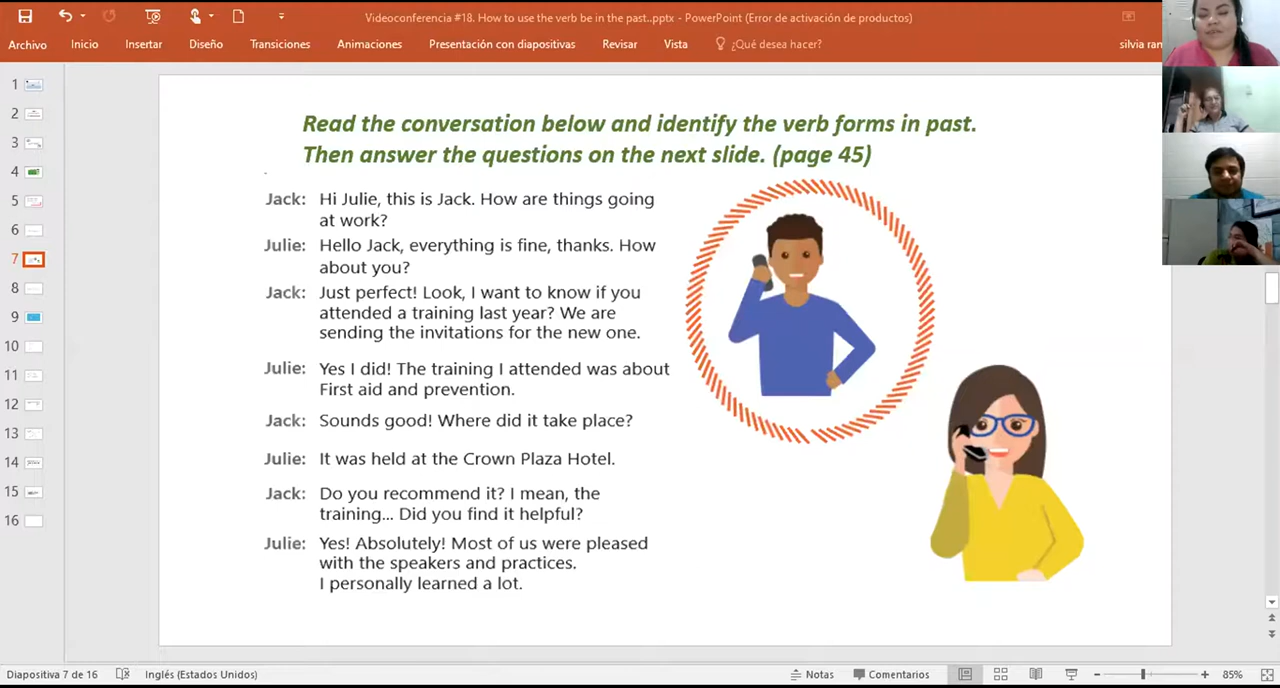 Videoconferencia #18. How to use the verb be in the past..pptx - PowerPoint (Error de activación de productos)
Archivo Inicio Insertar Diseño Transiciones Animaciones Presentación con diapositivas Revisar Vista ¿Qué desea hacer? silvia ran
1
2
3
4
5
6
7
8
9
10
11
12
13
14
15
16
Read the conversation below and identify the verb forms in past.
Then answer the questions on the next slide. (page 45)
Jack: Hi Julie, this is Jack. How are things going
at work?
Julie: Hello Jack, everything is fine, thanks. How
about you?
Jack: Just perfect! Look, I want to know if you
attended a training last year? We are
sending the invitations for the new one.
Julie: Yes I did! The training I attended was about
First aid and prevention.
Jack: Sounds good! Where did it take place?
Julie: It was held at the Crown Plaza Hotel.
Jack: Do you recommend it? I mean, the
training... Did you find it helpful?
Julie: Yes! Absolutely! Most of us were pleased
with the speakers and practices.
I personally learned a lot.
Diapositiva 7 de 16 Inglés (Estados Unidos) Notas Comentarios 85%